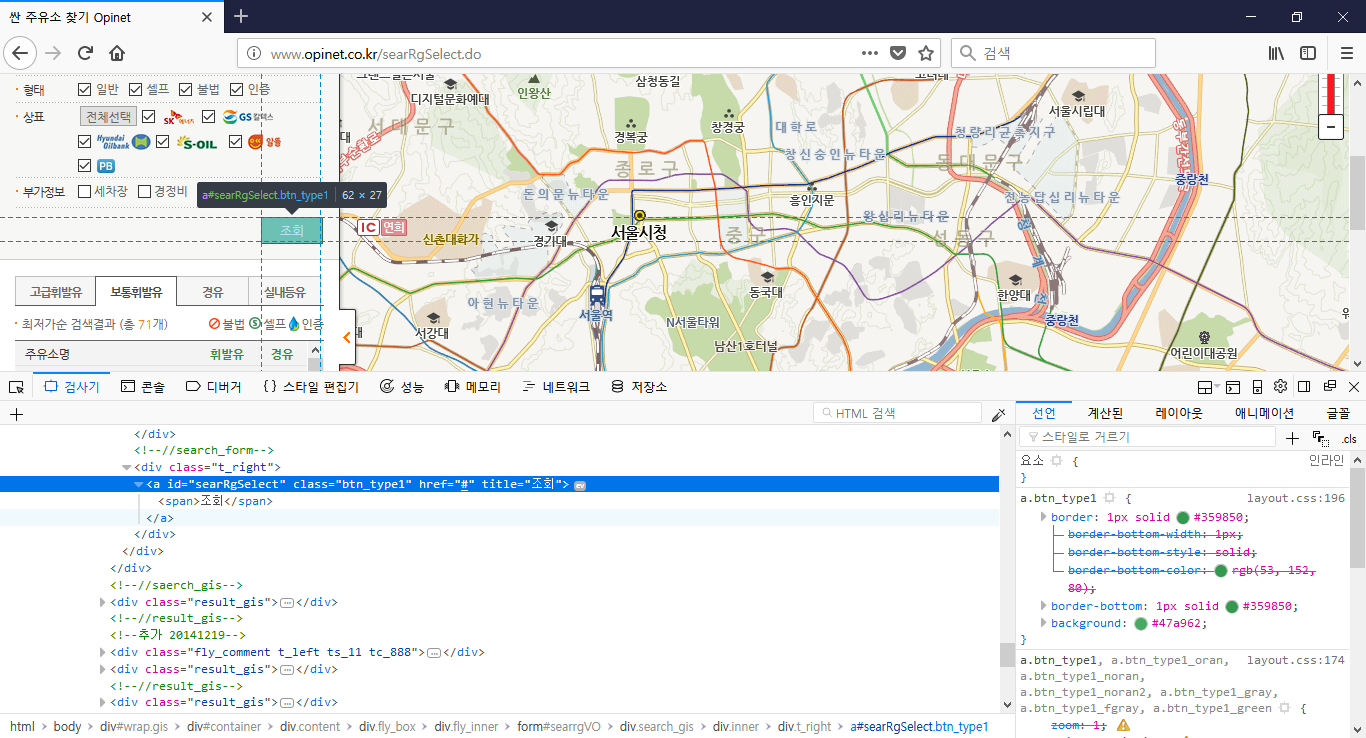 싼 주유소 찾기 Opinet
www.opinet.co.kr/searRgSelect.do
검색
형태 일반 셀프 불법 인증
상표 전체선택 SK에너지 GS칼텍스
Hyundai Oilbank S-OIL 알뜰
PB
부가정보 세차장 경정비
a#searRgSelect.btn_type1 62 × 27
조회
고급휘발유 보통휘발유 경유 실내등유
최저가순 검색결과 (총 71개) 불법 셀프 인증
주유소명 휘발유 경유
디지털문화예대
인왕산
삼청동길
서대문구
경복궁
창경궁
대학로
서울시립대
청량리균촉지구
종로구
창신숭인뉴타운
동대문구
중랑천
돈의문뉴타운
흥인지문
전농답십리뉴타운
왕십리뉴타운
IC 연희
신촌대학가
경기대
서울시청
중구
성동구
아현뉴타운
서울역
동국대
한양대
중랑천
서강대
N서울타워
남산1호터널
어린이대공원
검사기 콘솔 디버거 {} 스타일 편집기 성능 메모리 네트워크 저장소
HTML 검색
</div>
<!--//search_form-->
<div class="t_right">
<a id="searRgSelect" class="btn_type1" href="#" title="조회"> ev
<span>조회</span>
</a>
</div>
</div>
</div>
<!--//saerch_gis-->
<div class="result_gis"></div>
<!--//result_gis-->
<!--추가 20141219-->
<div class="fly_comment t_left ts_11 tc_888"></div>
<div class="result_gis"></div>
<!--//result_gis-->
<div class="result_gis"></div>
html body div#wrap.gis div#container div.content div.fly_box div.fly_inner form#searrgVO div.search_gis div.inner div.t_right a#searRgSelect.btn_type1
선언 계산된 레이아웃 애니메이션 글꼴
스타일로 거르기 .cls
요소 { 인라인
}
a.btn_type1 { layout.css:196
border: 1px solid #359850;
border-bottom-width: 1px;
border-bottom-style: solid;
border-bottom-color: rgb(53, 152,
80);
border-bottom: 1px solid #359850;
background: #47a962;
}
a.btn_type1, a.btn_type1_oran, layout.css:174
a.btn_type1_noran,
a.btn_type1_noran2, a.btn_type1_gray,
a.btn_type1_fgray, a.btn_type1_green {
zoom: 1;